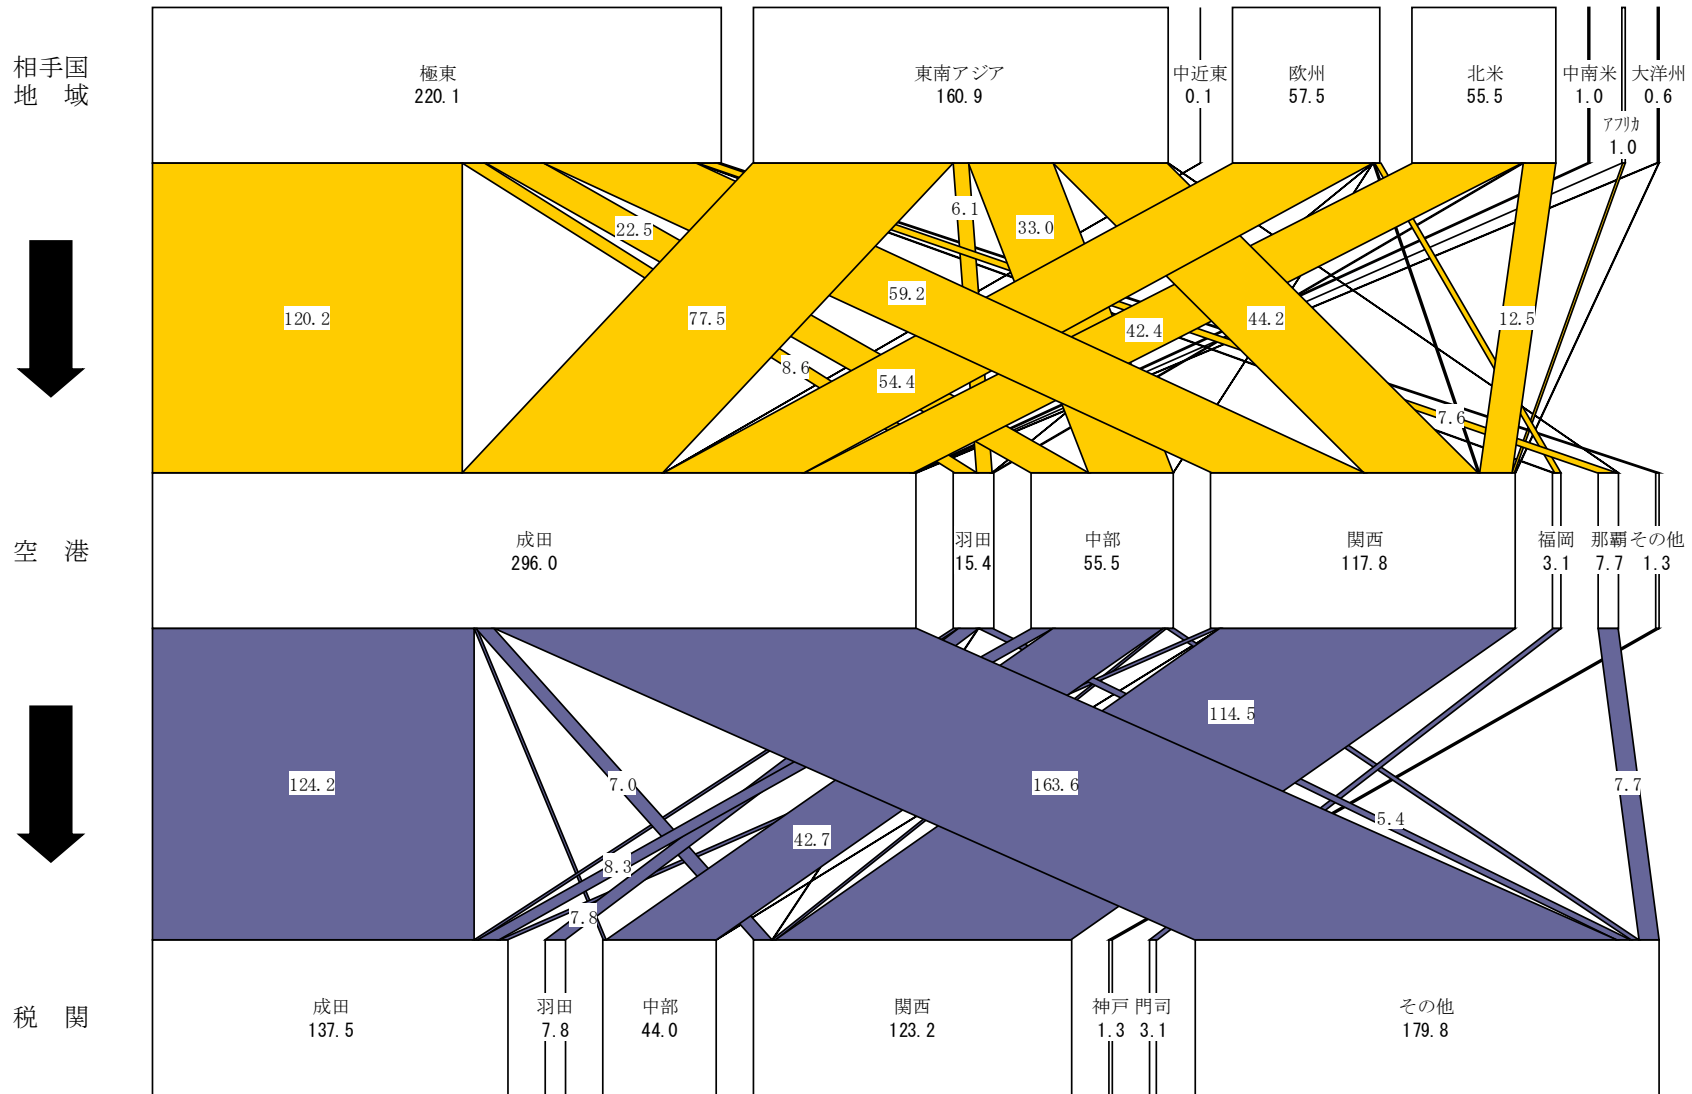 相手国
地　域
極東
220.1
東南アジア
160.9
中近東
0.1
欧州
57.5
北米
55.5
中南米
1.0
アフリカ
1.0
大洋州
0.6
6.1
33.0
22.5
59.2
120.2
77.5
42.4
44.2
12.5
8.6
54.4
7.6
空　港
成田
296.0
羽田
15.4
中部
55.5
関西
117.8
福岡
3.1
那覇
7.7
その他
1.3
114.5
124.2
7.0
163.6
7.7
5.4
42.7
8.3
7.8
税　関
成田
137.5
羽田
7.8
中部
44.0
関西
123.2
神戸
1.3
門司
3.1
その他
179.8